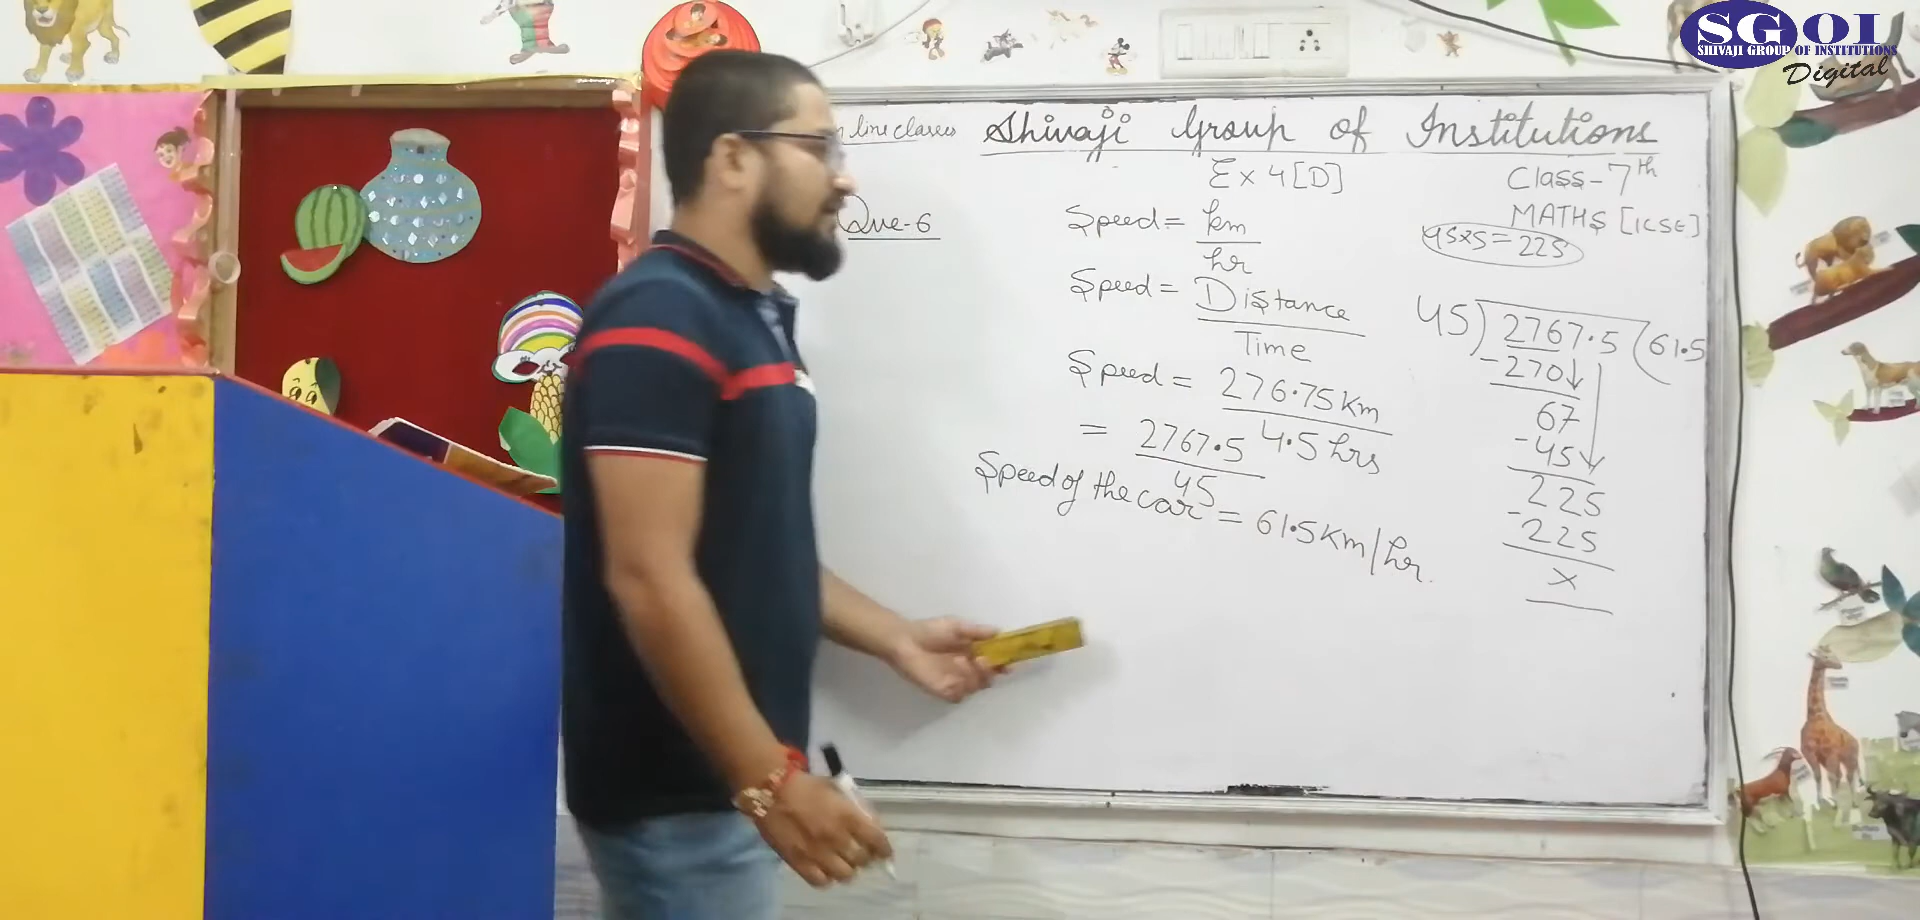 SGOI
SHIVAJI GROUP OF INSTITUTIONS
Digital
line classes Shivaji Group of Institutions
Ex 4[D]
Class-7th
MATHS [ICSE]
Que-6
Speed = km
hr
45x5=225
Speed = Distance
Time
Speed = 276.75 Km
4.5 hrs
= 2767.5
45
Speed of the car = 61.5 Km/hr.
45) 2767.5 (61.5
-270
67
-45
225
-225
x